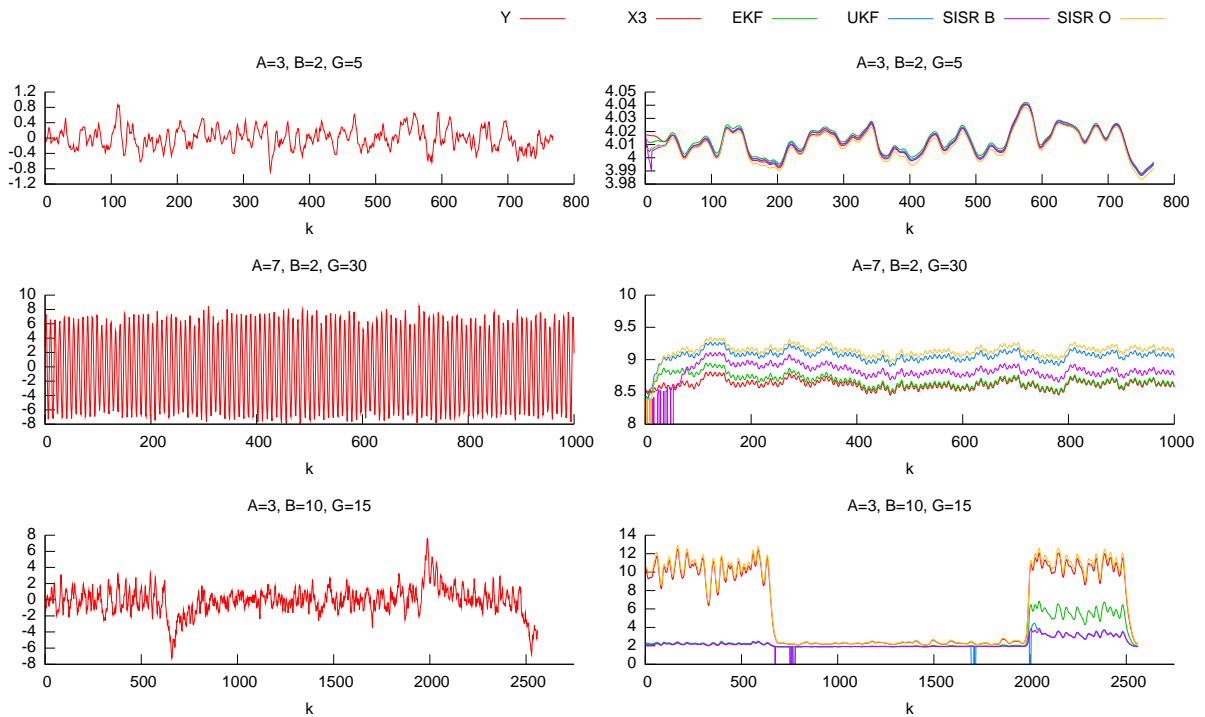 Y X3 EKF UKF SISR B SISR O
A=3, B=2, G=5
1.2
0.8
0.4
0
-0.4
-0.8
-1.2
0 100 200 300 400 500 600 700 800
k
A=3, B=2, G=5
4.05
4.04
4.03
4.02
4.01
4
3.99
3.98
0 100 200 300 400 500 600 700 800
k
A=7, B=2, G=30
10
8
6
4
2
0
-2
-4
-6
-8
0 200 400 600 800 1000
k
A=7, B=2, G=30
10
9.5
9
8.5
8
0 200 400 600 800 1000
k
A=3, B=10, G=15
8
6
4
2
0
-2
-4
-6
-8
0 500 1000 1500 2000 2500
k
A=3, B=10, G=15
14
12
10
8
6
4
2
0
0 500 1000 1500 2000 2500
k